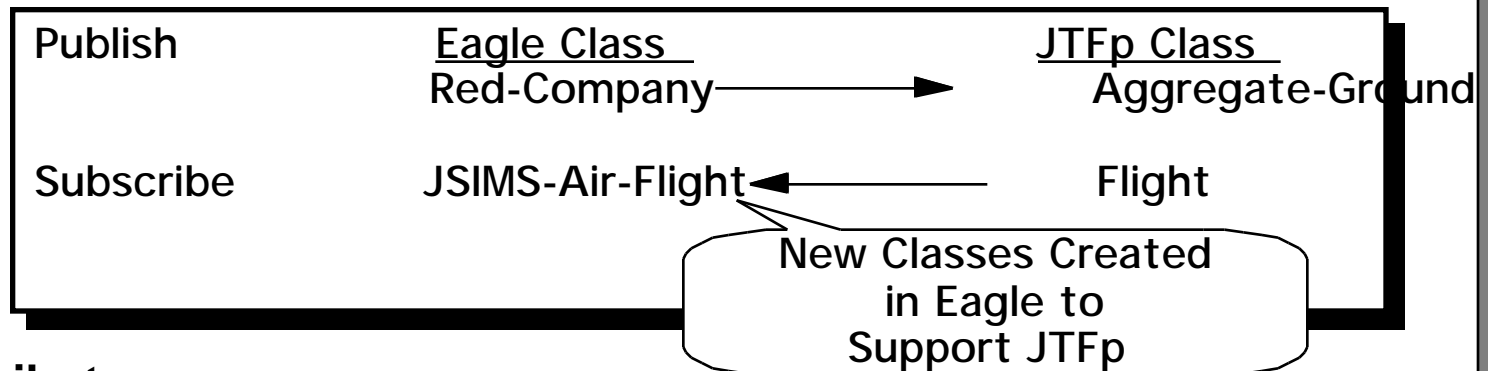 Publish Eagle Class JTFp Class
Red-Company Aggregate-Ground
Subscribe JSIMS-Air-Flight Flight
New Classes Created
in Eagle to
Support JTFp